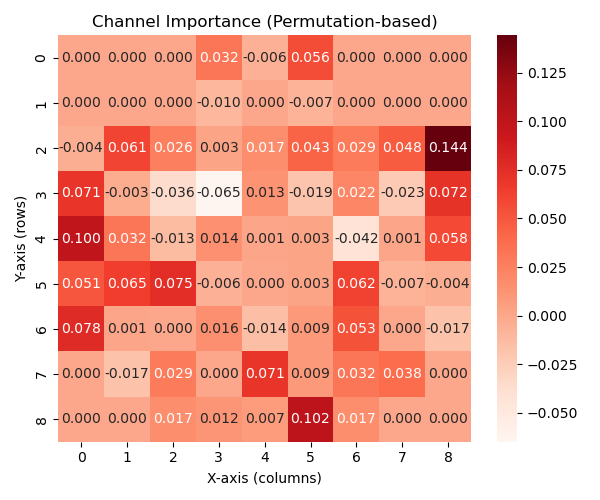 Channel Importance (Permutation-based)
0 0.000 0.000 0.000 0.032 -0.006 0.056 0.000 0.000 0.000
1 0.000 0.000 0.000 -0.010 0.000 -0.007 0.000 0.000 0.000
2 -0.004 0.061 0.026 0.003 0.017 0.043 0.029 0.048 0.144
3 0.071 -0.003 -0.036 -0.065 0.013 -0.019 0.022 -0.023 0.072
4 0.100 0.032 -0.013 0.014 0.001 0.003 -0.042 0.001 0.058
5 0.051 0.065 0.075 -0.006 0.000 0.003 0.062 -0.007 -0.004
6 0.078 0.001 0.000 0.016 -0.014 0.009 0.053 0.000 -0.017
7 0.000 -0.017 0.029 0.000 0.071 0.009 0.032 0.038 0.000
8 0.000 0.000 0.017 0.012 0.007 0.102 0.017 0.000 0.000
0 1 2 3 4 5 6 7 8
X-axis (columns)
Y-axis (rows)
0.125
0.100
0.075
0.050
0.025
0.000
−0.025
−0.050